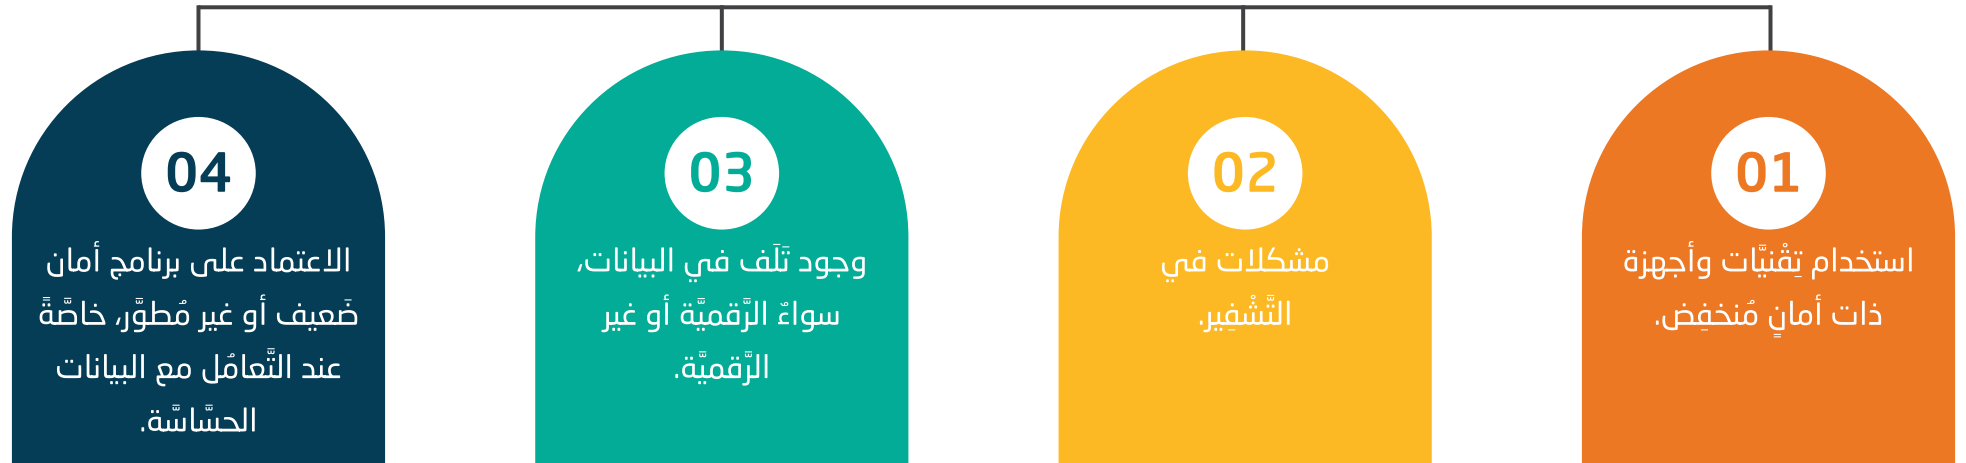 01
استخدام تِقْنيَّات وأجهزة
ذات أمانٍ مُنخفِض.
02
مشكلات في
التَّشْفِير.
03
وجود تَلَف في البيانات،
سواءً الرَّقميَّة أو غير
الرَّقميَّة.
04
الاعتماد على برنامج أمان
ضَعيف أو غير مُطوَّر، خاصَّةً
عند التَّعامُل مع البيانات
الحسَّاسَّة.